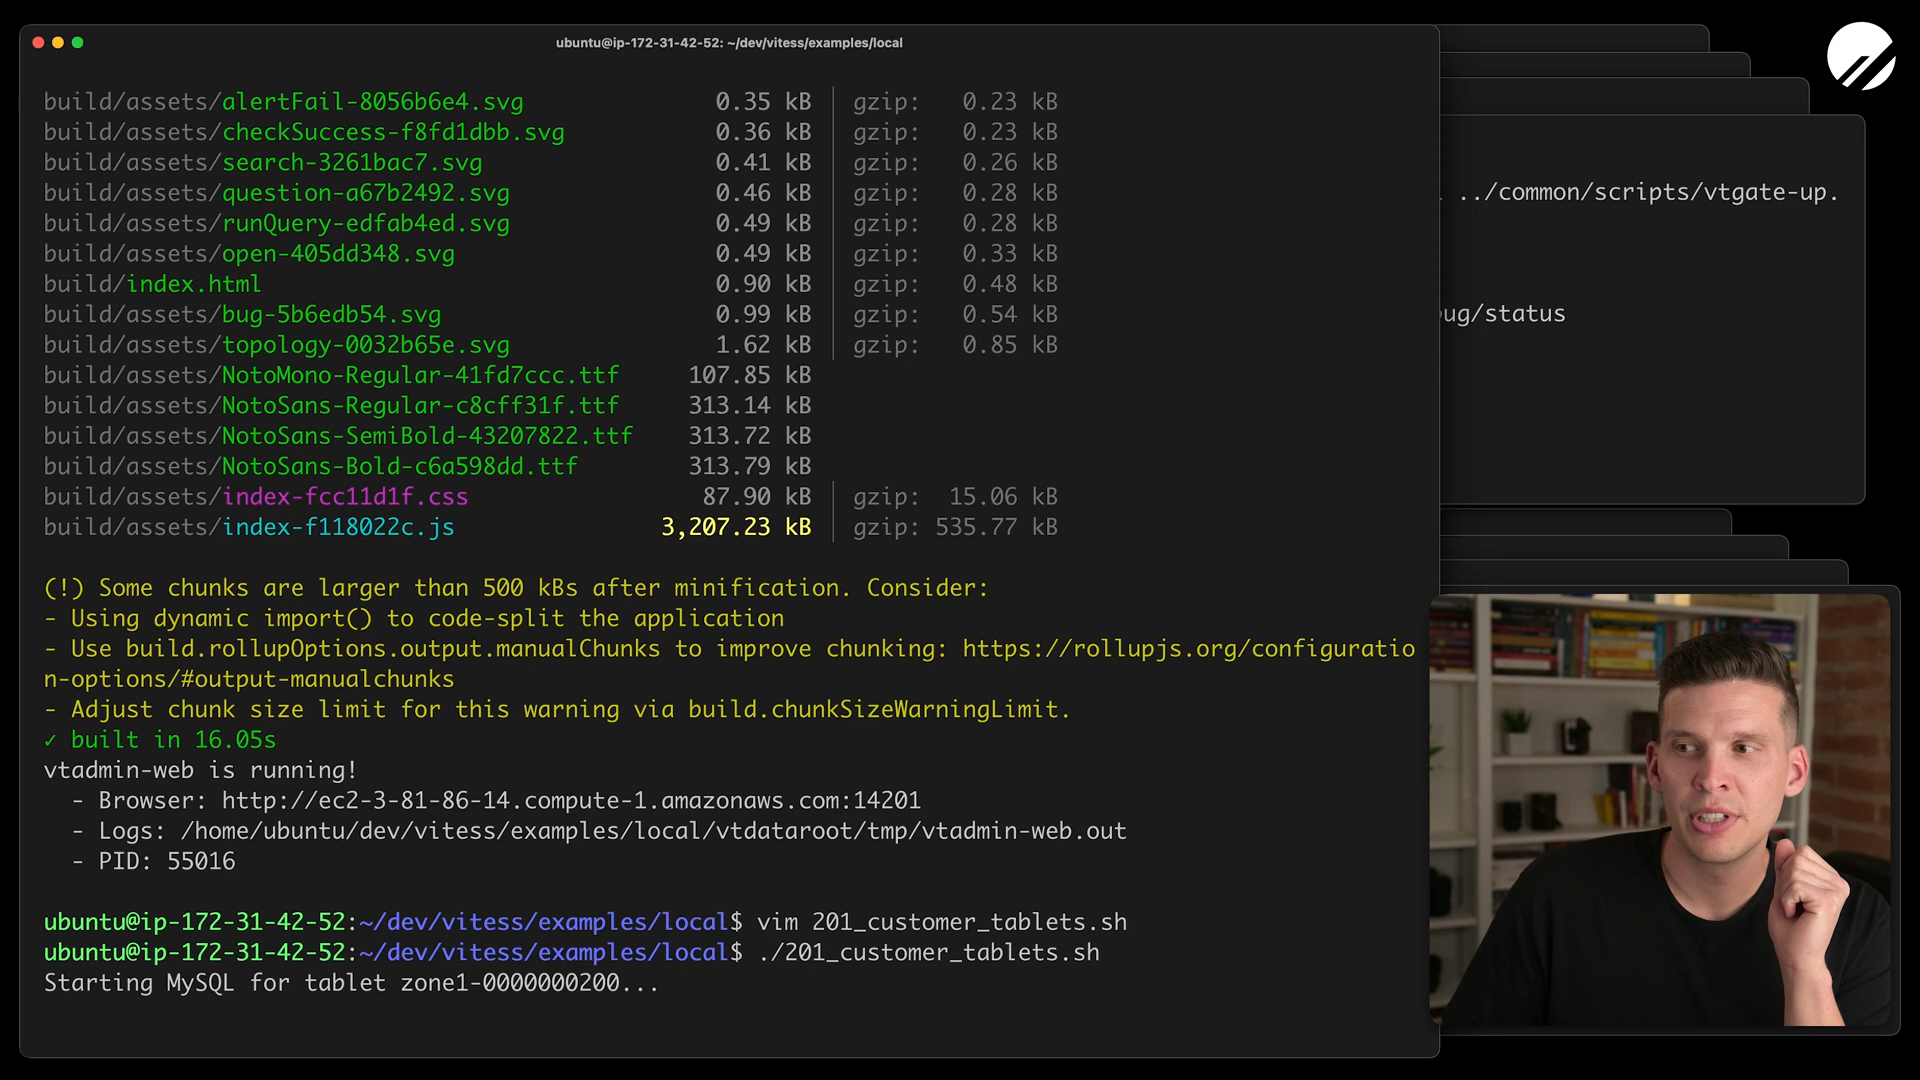 ubuntu@ip-172-31-42-52: ~/dev/vitess/examples/local
build/assets/alertFail-8056b6e4.svg 0.35 kB │ gzip: 0.23 kB
build/assets/checkSuccess-f8fd1dbb.svg 0.36 kB │ gzip: 0.23 kB
build/assets/search-3261bac7.svg 0.41 kB │ gzip: 0.26 kB
build/assets/question-a67b2492.svg 0.46 kB │ gzip: 0.28 kB
build/assets/runQuery-edfab4ed.svg 0.49 kB │ gzip: 0.28 kB
build/assets/open-405dd348.svg 0.49 kB │ gzip: 0.33 kB
build/index.html 0.90 kB │ gzip: 0.48 kB
build/assets/bug-5b6edb54.svg 0.99 kB │ gzip: 0.54 kB
build/assets/topology-0032b65e.svg 1.62 kB │ gzip: 0.85 kB
build/assets/NotoMono-Regular-41fd7ccc.ttf 107.85 kB
build/assets/NotoSans-Regular-c8cff31f.ttf 313.14 kB
build/assets/NotoSans-SemiBold-43207822.ttf 313.72 kB
build/assets/NotoSans-Bold-c6a598dd.ttf 313.79 kB
build/assets/index-fcc11d1f.css 87.90 kB │ gzip: 15.06 kB
build/assets/index-f118022c.js 3,207.23 kB │ gzip: 535.77 kB
(!) Some chunks are larger than 500 kBs after minification. Consider:
- Using dynamic import() to code-split the application
- Use build.rollupOptions.output.manualChunks to improve chunking: https://rollupjs.org/configuratio
n-options/#output-manualchunks
- Adjust chunk size limit for this warning via build.chunkSizeWarningLimit.
✓ built in 16.05s
vtadmin-web is running!
- Browser: http://ec2-3-81-86-14.compute-1.amazonaws.com:14201
- Logs: /home/ubuntu/dev/vitess/examples/local/vtdataroot/tmp/vtadmin-web.out
- PID: 55016
ubuntu@ip-172-31-42-52:~/dev/vitess/examples/local$ vim 201_customer_tablets.sh
ubuntu@ip-172-31-42-52:~/dev/vitess/examples/local$ ./201_customer_tablets.sh
Starting MySQL for tablet zone1-0000000200...
../common/scripts/vtgate-up.
ug/status